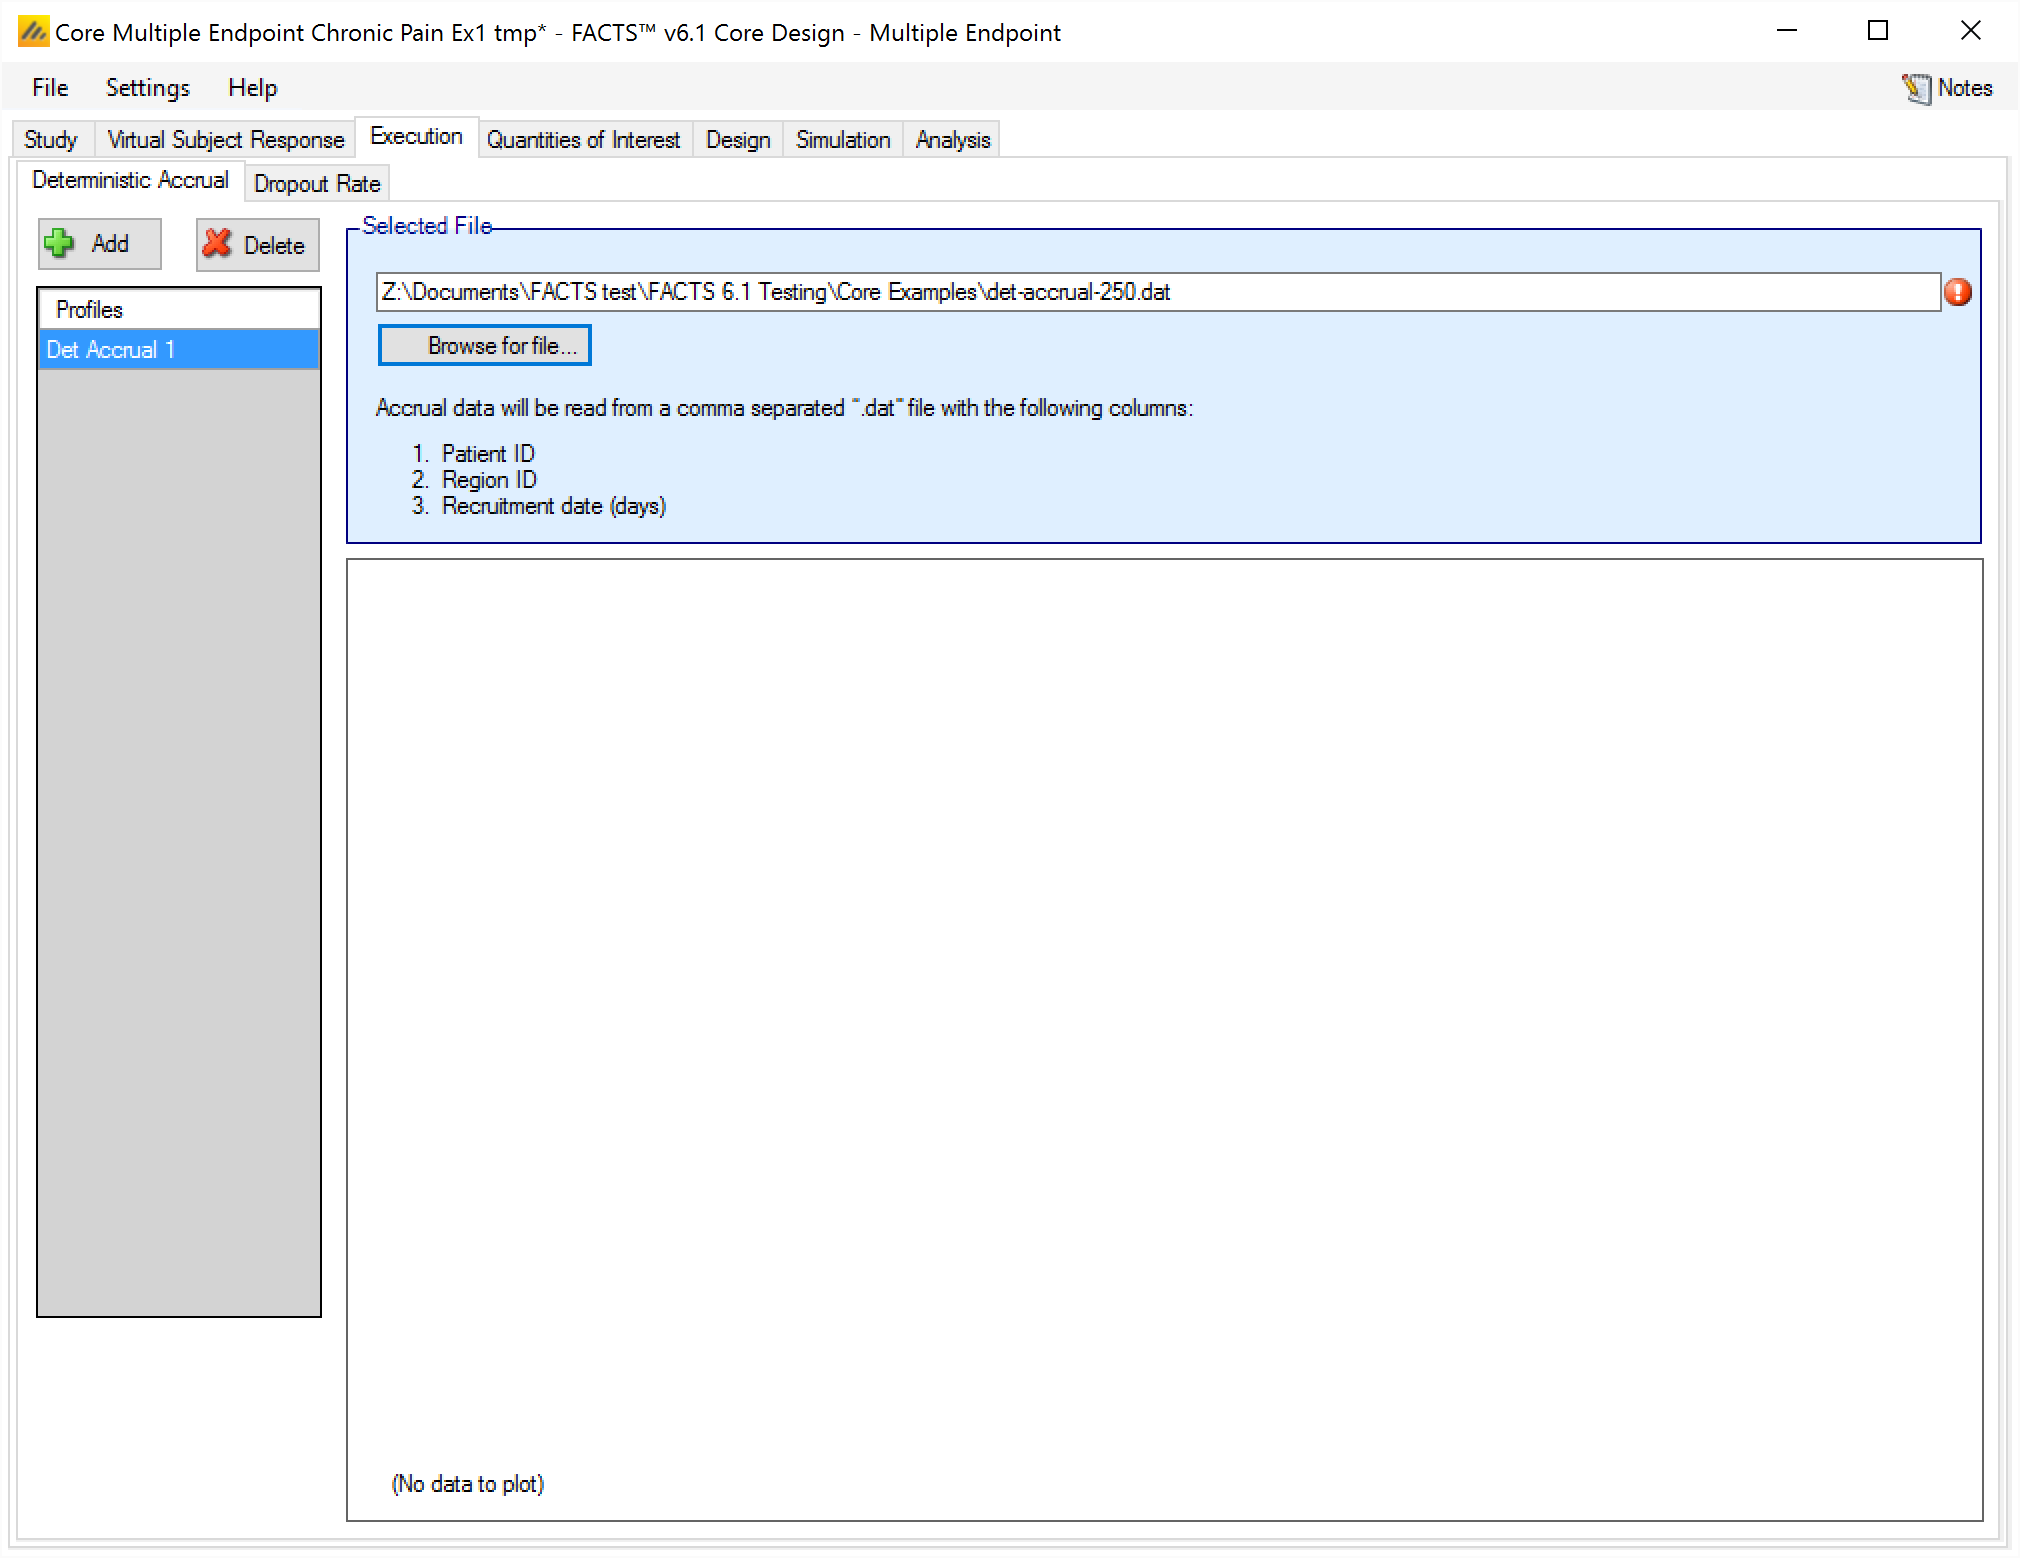 Core Multiple Endpoint Chronic Pain Ex1 tmp* - FACTS™ v6.1 Core Design - Multiple Endpoint
File Settings Help Notes
Study Virtual Subject Response Execution Quantities of Interest Design Simulation Analysis
Deterministic Accrual Dropout Rate
Add Delete
Profiles
Det Accrual 1
Selected File
Z:\Documents\FACTS test\FACTS 6.1 Testing\Core Examples\det-accrual-250.dat
Browse for file...
Accrual data will be read from a comma separated ".dat" file with the following columns:
1. Patient ID
2. Region ID
3. Recruitment date (days)
(No data to plot)